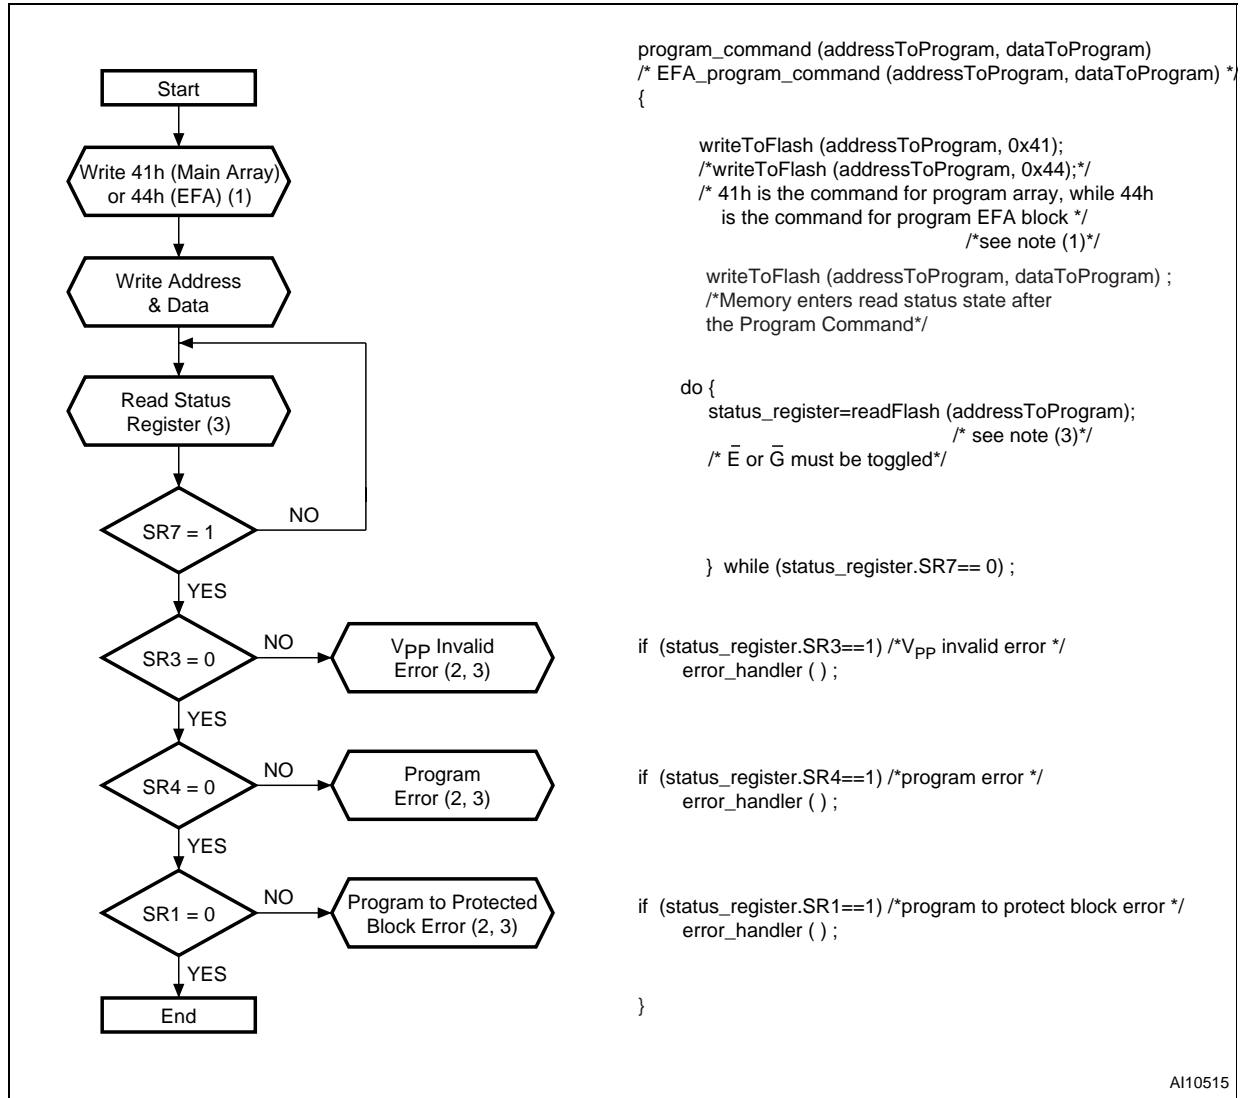 Start
Write 41h (Main Array)
or 44h (EFA) (1)
Write Address
& Data
Read Status
Register (3)
SR7 = 1
NO
YES
SR3 = 0
NO
VPP Invalid
Error (2, 3)
YES
SR4 = 0
NO
Program
Error (2, 3)
YES
SR1 = 0
NO
Program to Protected
Block Error (2, 3)
YES
End
program_command (addressToProgram, dataToProgram)
/* EFA_program_command (addressToProgram, dataToProgram) */
{
writeToFlash (addressToProgram, 0x41);
/*writeToFlash (addressToProgram, 0x44);*/
/* 41h is the command for program array, while 44h
is the command for program EFA block */
/*see note (1)*/
writeToFlash (addressToProgram, dataToProgram) ;
/*Memory enters read status state after
the Program Command*/
do {
status_register=readFlash (addressToProgram);
/* see note (3)*/
/* E̅ or G̅ must be toggled*/
} while (status_register.SR7== 0) ;
if (status_register.SR3==1) /*VPP invalid error */
error_handler ( ) ;
if (status_register.SR4==1) /*program error */
error_handler ( ) ;
if (status_register.SR1==1) /*program to protect block error */
error_handler ( ) ;
}
AI10515